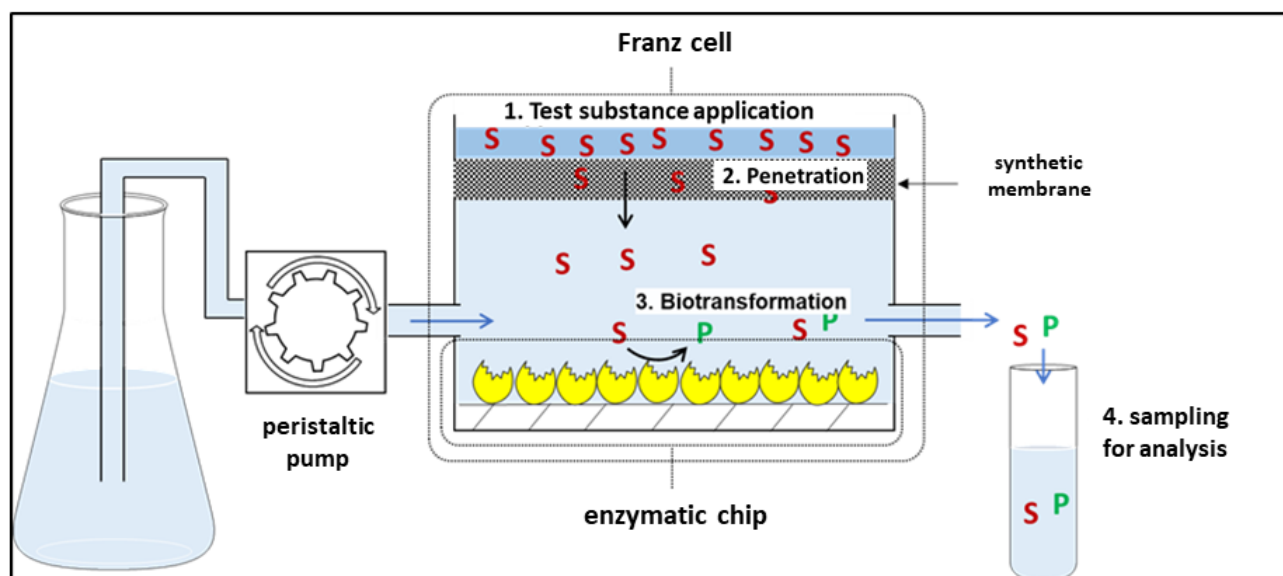 Franz cell
1. Test substance application
S S S S S S S S S
2. Penetration
S S S
synthetic
membrane
S S S
3. Biotransformation
S P S P
S P
peristaltic
pump
4. sampling
for analysis
S P
enzymatic chip